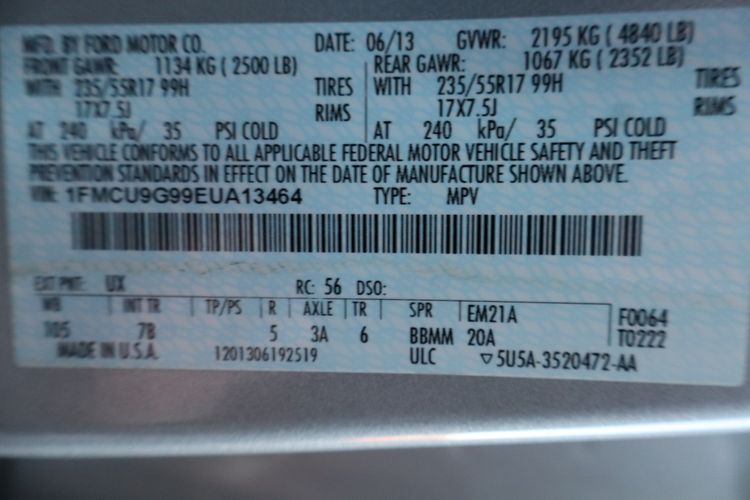 MFD. BY FORD MOTOR CO. DATE: 06/13 GVWR: 2195 KG ( 4840 LB)
FRONT GAWR: 1134 KG ( 2500 LB) REAR GAWR: 1067 KG ( 2352 LB)
WITH 235/55R17 99H TIRES WITH 235/55R17 99H TIRES
17X7.5J RIMS 17X7.5J RIMS
AT 240 kPa/ 35 PSI COLD AT 240 kPa/ 35 PSI COLD
THIS VEHICLE CONFORMS TO ALL APPLICABLE FEDERAL MOTOR VEHICLE SAFETY AND THEFT
PREVENTION STANDARDS IN EFFECT ON THE DATE OF MANUFACTURE SHOWN ABOVE.
VIN: 1FMCU9G99EUA13464 TYPE: MPV
EXT PNT: UX RC: 56 DSO:
WB INT TR TP/PS R AXLE TR SPR EM21A F0064
105 7B 5 3A 6 BBMM 20A T0222
MADE IN U.S.A. 1201306192519 ULC ▽5U5A-3520472-AA